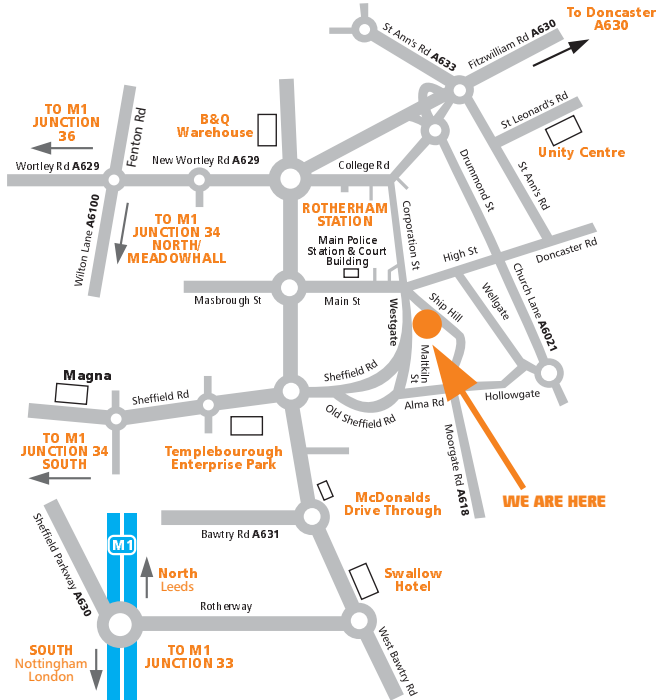 To Doncaster
A630
St Ann's Rd A633
Fitzwilliam Rd A630
TO M1
JUNCTION
36
Fenton Rd
B&Q
Warehouse
St Leonard's Rd
Unity Centre
Wortley Rd A629
New Wortley Rd A629
College Rd
Drummond St
St Ann's Rd
Wilton Lane A6100
TO M1
JUNCTION 34
NORTH/
MEADOWHALL
ROTHERHAM
STATION
Corporation St
Main Police
Station & Court
Building
High St
Doncaster Rd
Masbrough St
Main St
Westgate
Ship Hill
Wellgate
Church Lane A6021
Magna
Sheffield Rd
Sheffield Rd
Maltkiln
St
Old Sheffield Rd
Alma Rd
Hollowgate
TO M1
JUNCTION 34
SOUTH
Templebourough
Enterprise Park
Moorgate Rd A618
McDonalds
Drive Through
WE ARE HERE
Sheffield Parkway A630
M1
Bawtry Rd A631
North
Leeds
Swallow
Hotel
Rotherway
SOUTH
Nottingham
London
TO M1
JUNCTION 33
West Bawtry Rd